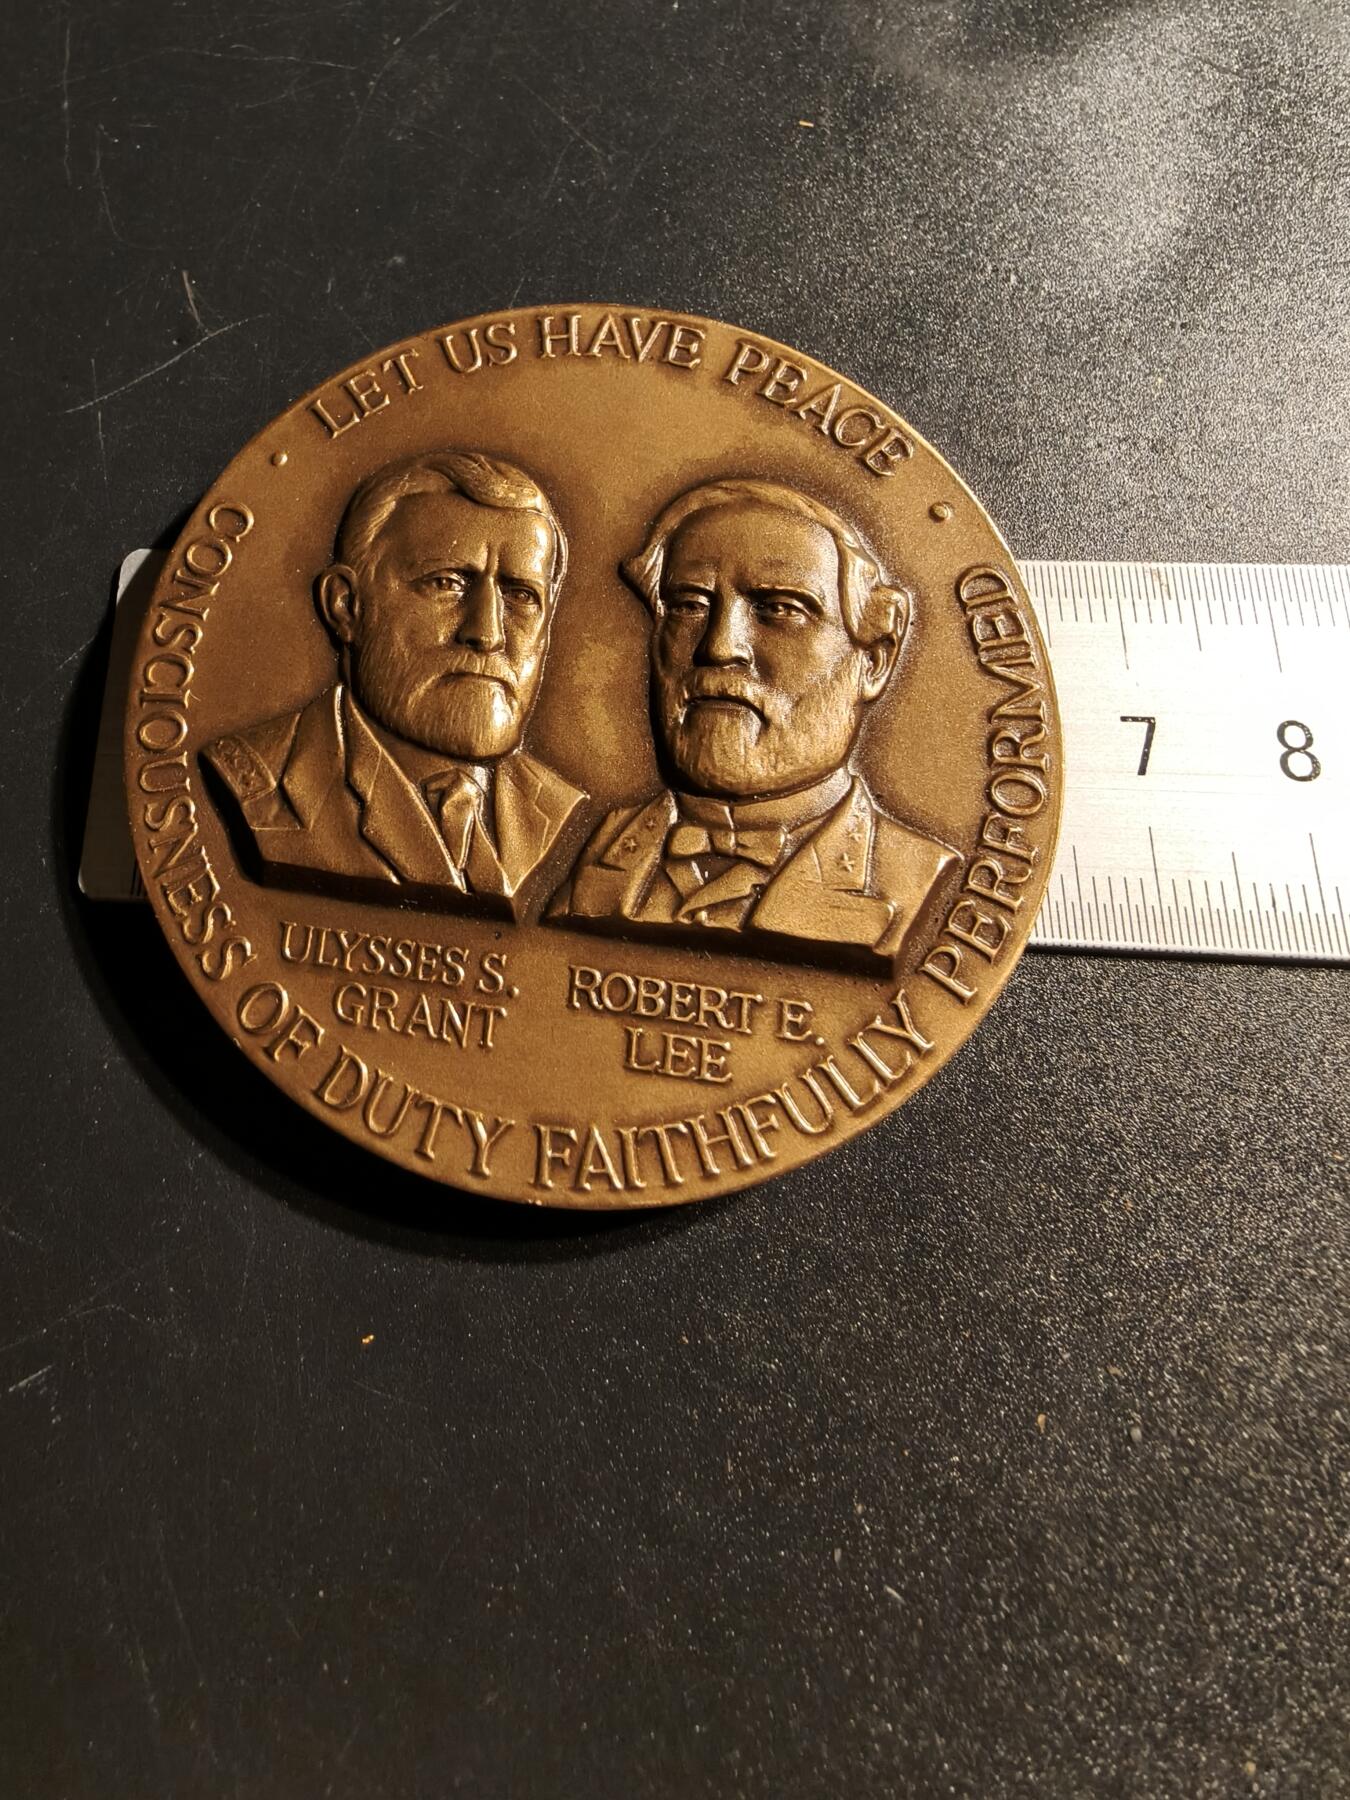 LET US HAVE PEACE
CONSCIOUSNESS OF DUTY FAITHFULLY PERFORMED
ULYSSES S.
GRANT
ROBERT E.
LEE
7 8